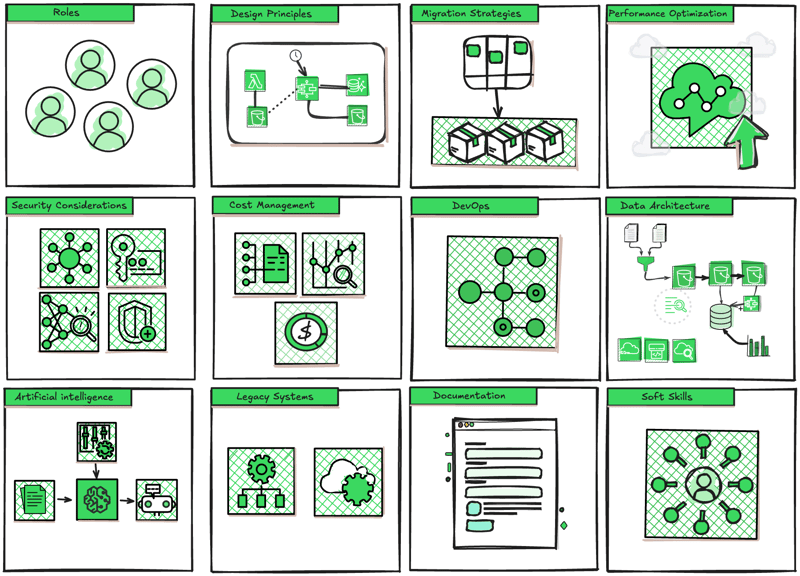 Roles
Design Principles
Migration Strategies
Performance Optimization
Security Considerations
Cost Management
DevOps
Data Architecture
Artificial intelligence
Legacy Systems
Documentation
Soft Skills